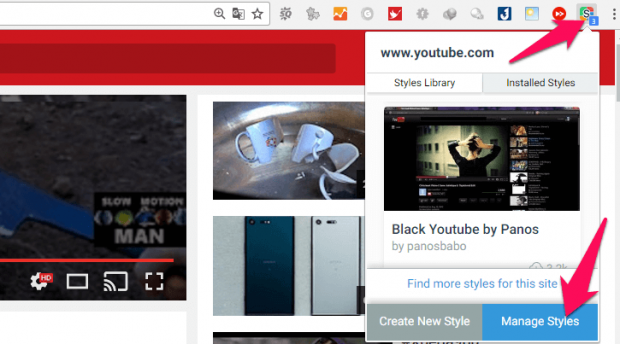 S
3
www.youtube.com
Styles Library
Installed Styles
Black Youtube by Panos
by panosbabo
SLOW MOTION
MAN
HD
Find more styles for this site
Create New Style
Manage Styles